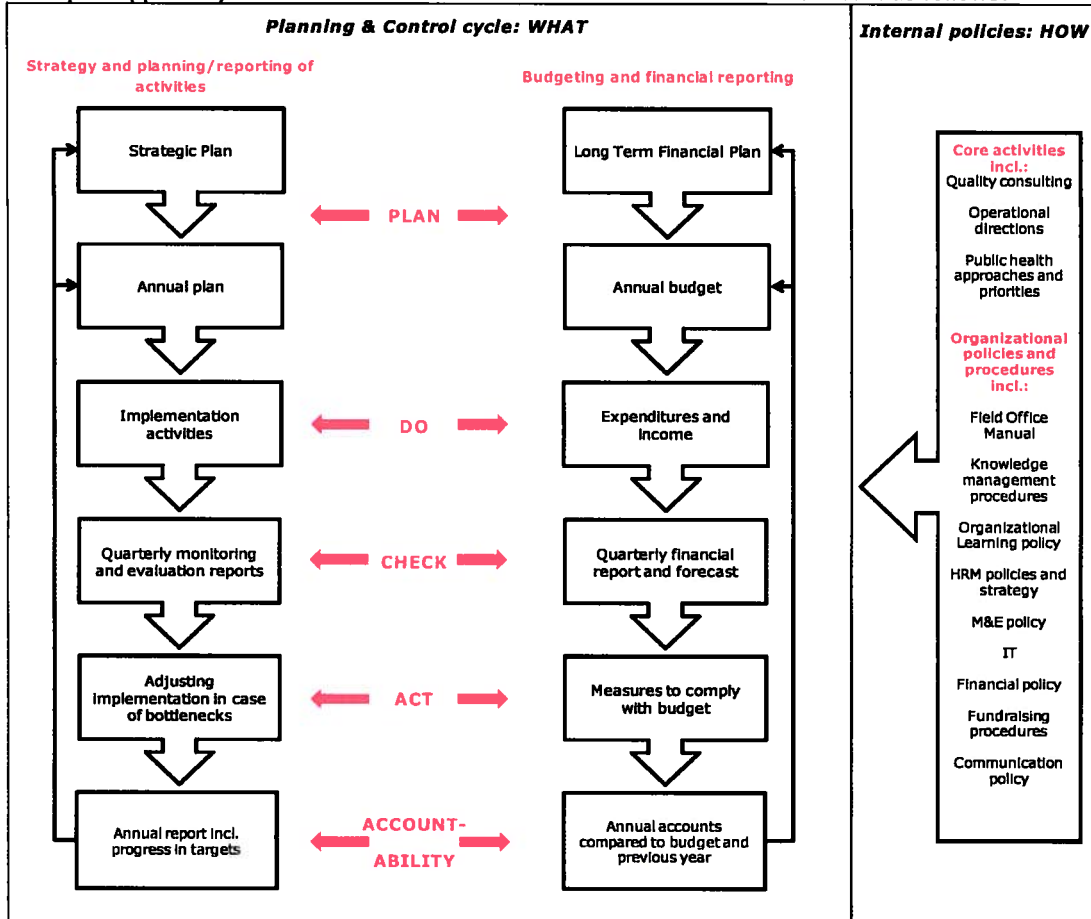 Planning & Control cycle: WHAT
Internal policies: HOW
Strategy and planning/reporting of
activities
Budgeting and financial reporting
Strategic Plan
Long Term Financial Plan
PLAN
Annual plan
Annual budget
Implementation
activities
DO
Expenditures and
income
Quarterly monitoring
and evaluation reports
CHECK
Quarterly financial
report and forecast
Adjusting
implementation in case
of bottlenecks
ACT
Measures to comply
with budget
Annual report incl.
progress in targets
ACCOUNT-
ABILITY
Annual accounts
compared to budget and
previous year
Core activities
incl.:
Quality consulting
Operational
directions
Public health
approaches and
priorities
Organizational
policies and
procedures
incl.:
Field Office
Manual
Knowledge
management
procedures
Organizational
Learning policy
HRM policies and
strategy
M&E policy
IT
Financial policy
Fundraising
procedures
Communication
policy